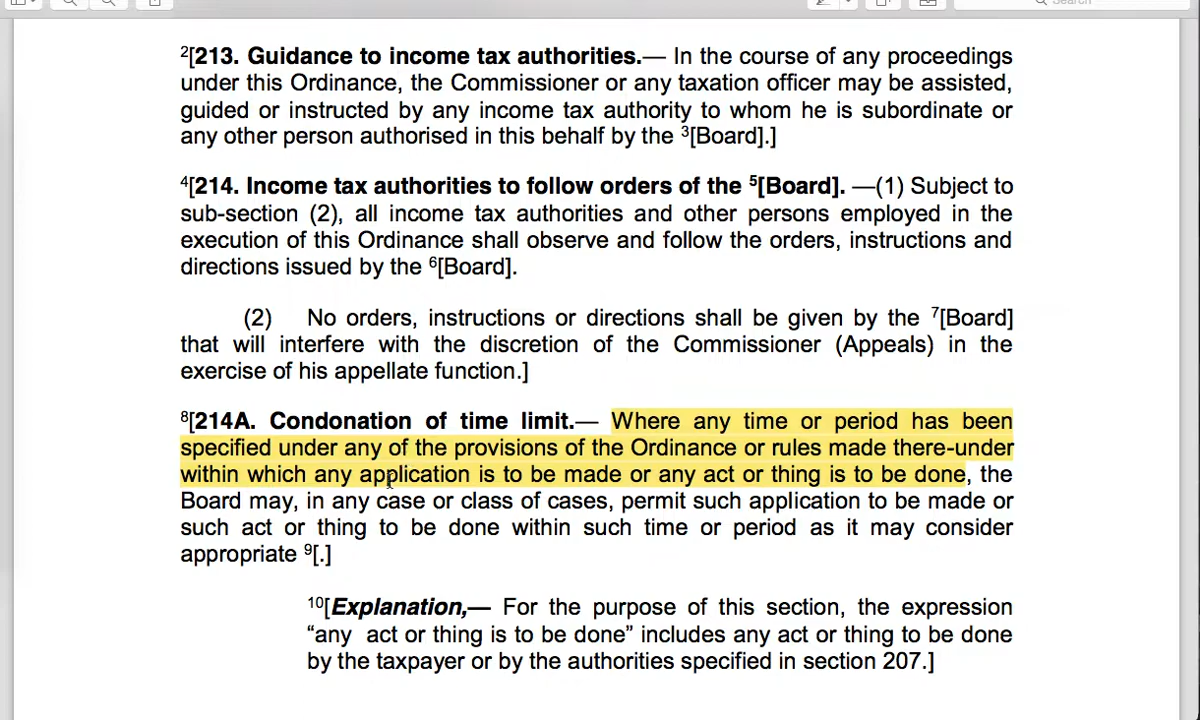 Search
2[213. Guidance to income tax authorities.— In the course of any proceedings
under this Ordinance, the Commissioner or any taxation officer may be assisted,
guided or instructed by any income tax authority to whom he is subordinate or
any other person authorised in this behalf by the 3[Board].]
4[214. Income tax authorities to follow orders of the 5[Board]. —(1) Subject to
sub-section (2), all income tax authorities and other persons employed in the
execution of this Ordinance shall observe and follow the orders, instructions and
directions issued by the 6[Board].
(2) No orders, instructions or directions shall be given by the 7[Board]
that will interfere with the discretion of the Commissioner (Appeals) in the
exercise of his appellate function.]
8[214A. Condonation of time limit.— Where any time or period has been
specified under any of the provisions of the Ordinance or rules made there-under
within which any application is to be made or any act or thing is to be done, the
Board may, in any case or class of cases, permit such application to be made or
such act or thing to be done within such time or period as it may consider
appropriate 9[.]
10[Explanation,— For the purpose of this section, the expression
“any act or thing is to be done” includes any act or thing to be done
by the taxpayer or by the authorities specified in section 207.]